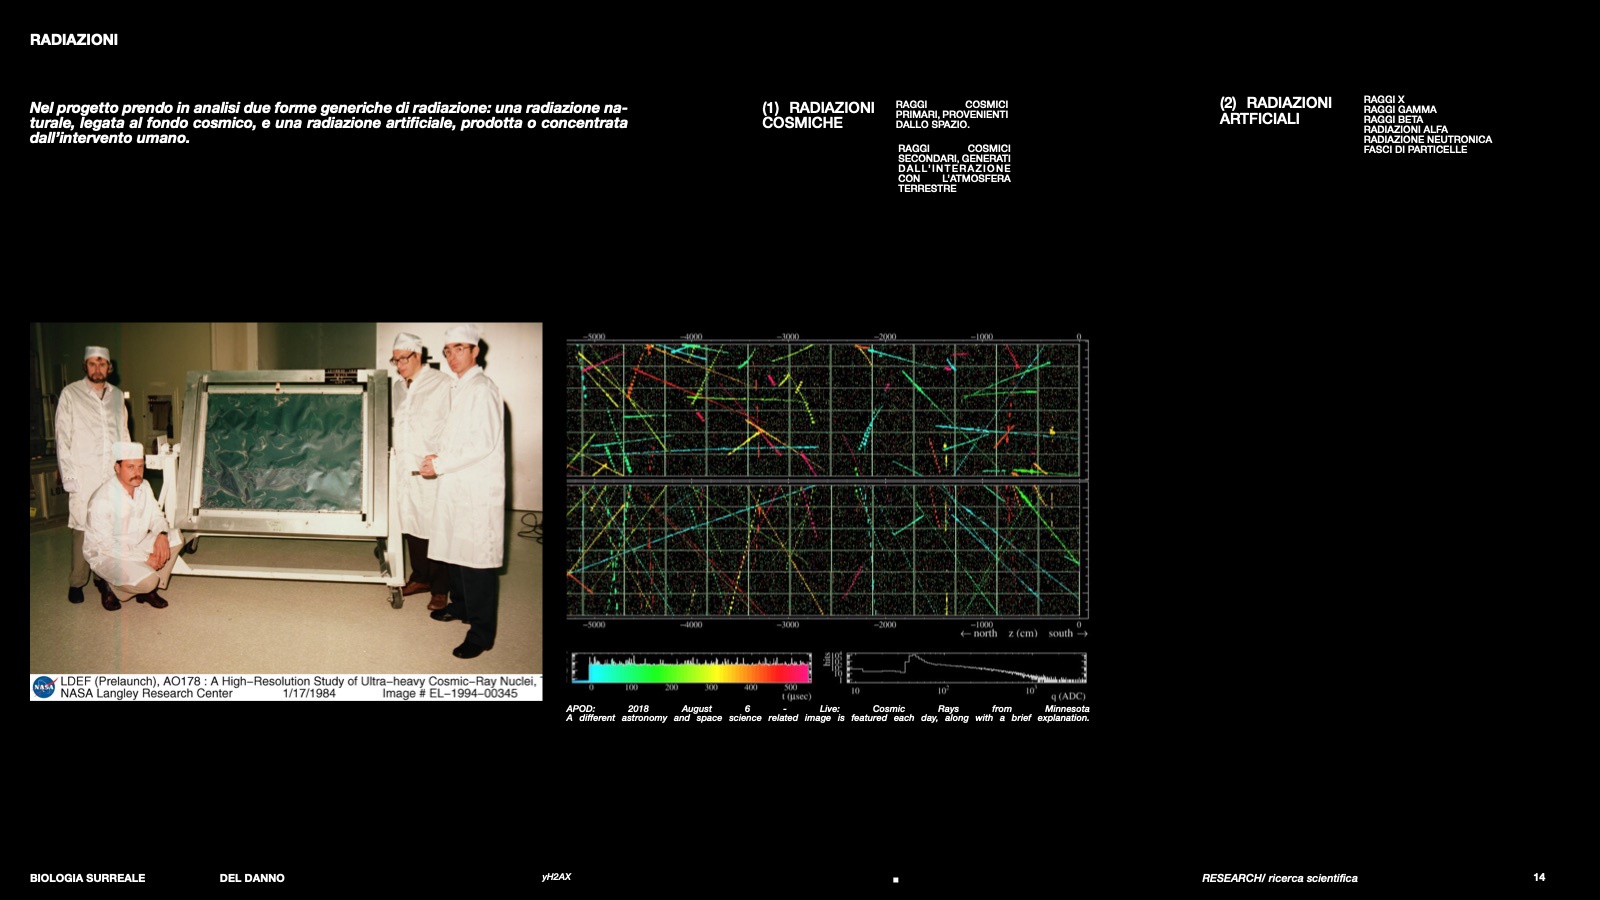 RADIAZIONI
Nel progetto prendo in analisi due forme generiche di radiazione: una radiazione na-
turale, legata al fondo cosmico, e una radiazione artificiale, prodotta o concentrata
dall'intervento umano.
(1) RADIAZIONI
COSMICHE
RAGGI COSMICI
PRIMARI, PROVENIENTI
DALLO SPAZIO.
RAGGI COSMICI
SECONDARI, GENERATI
DALL'INTERAZIONE
CON L'ATMOSFERA
TERRESTRE
(2) RADIAZIONI
ARTFICIALI
RAGGI X
RAGGI GAMMA
RAGGI BETA
RADIAZIONI ALFA
RADIAZIONE NEUTRONICA
FASCI DI PARTICELLE
NASA
LDEF (Prelaunch), AO178 : A High-Resolution Study of Ultra-heavy Cosmic-Ray Nuclei,
NASA Langley Research Center 1/17/1984 Image # EL-1994-00345
-5000 -4000 -3000 -2000 -1000 0
-5000 -4000 -3000 -2000 -1000 0
← north z (cm) south →
hits
0 100 200 300 400 500
t (μsec)
10 10² 10³
q (ADC)
APOD: 2018 August 6 - Live: Cosmic Rays from Minnesota
A different astronomy and space science related image is featured each day, along with a brief explanation.
BIOLOGIA SURREALE DEL DANNO yH2AX RESEARCH/ ricerca scientifica 14